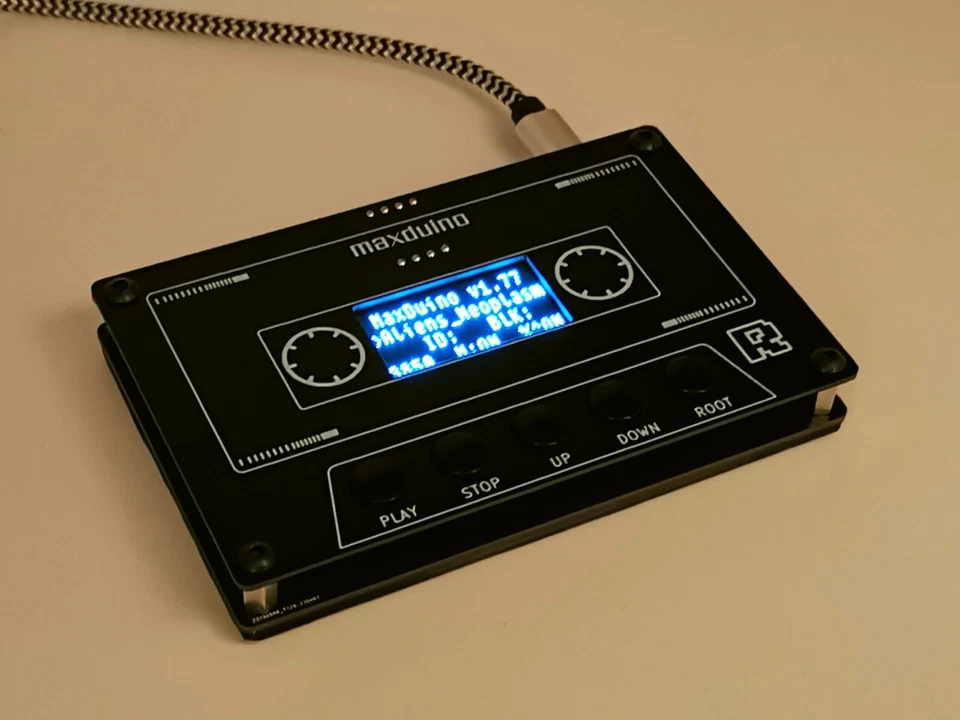 maxduino
MaxDuino v1.77
>Aliens_Neoplasm
ID: BLK:
PLAY
STOP
UP
DOWN
ROOT